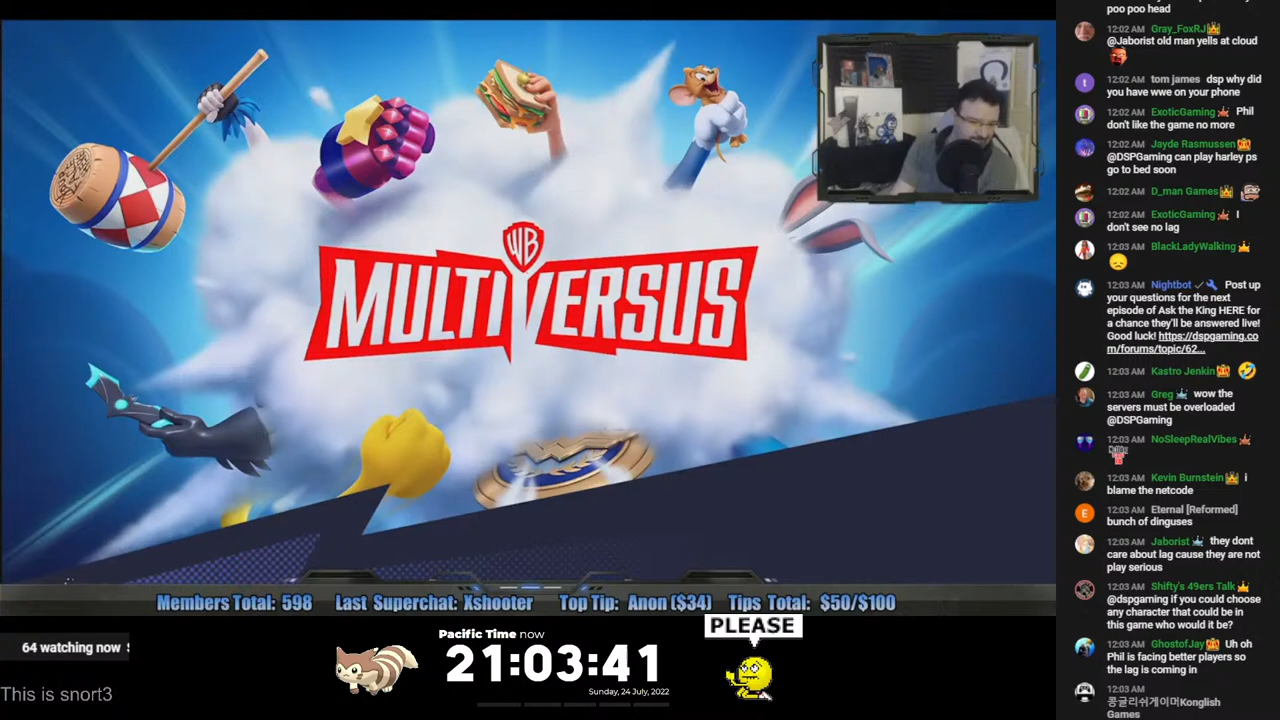 WB
MULTIVERSUS
Members Total: 598 Last Superchat: Xshooter Top Tip: Anon ($34) Tips Total: $50/$100
64 watching now
Pacific Time now
21:03:41
Sunday, 24 July, 2022
PLEASE
This is snort3
poo poo head
12:02 AM Gray_FoxRJ
@Jaborist old man yells at cloud
12:02 AM tom james dsp why did
you have wwe on your phone
12:02 AM ExoticGaming Phil
don't like the game no more
12:02 AM Jayde Rasmussen
@DSPGaming can play harley ps
go to bed soon
12:02 AM D_man Games
12:02 AM ExoticGaming I
don't see no lag
12:03 AM BlackLadyWalking
12:03 AM Nightbot Post up
your questions for the next
episode of Ask the King HERE for
a chance they'll be answered live!
Good luck! https://dspgaming.co
m/forums/topic/62...
12:03 AM Kastro Jenkin
12:03 AM Greg wow the
servers must be overloaded
@DSPGaming
12:03 AM NoSleepRealVibes
12:03 AM Kevin Burnstein I
blame the netcode
12:03 AM Eternal [Reformed]
bunch of dinguses
12:03 AM Jaborist they dont
care about lag cause they are not
play serious
12:03 AM Shifty's 49ers Talk
@dspgaming if you could choose
any character that could be in
this game who would it be?
12:03 AM GhostofJay Uh oh
Phil is facing better players so
the lag is coming in
12:03 AM
콩글리쉬게이머Konglish
Games